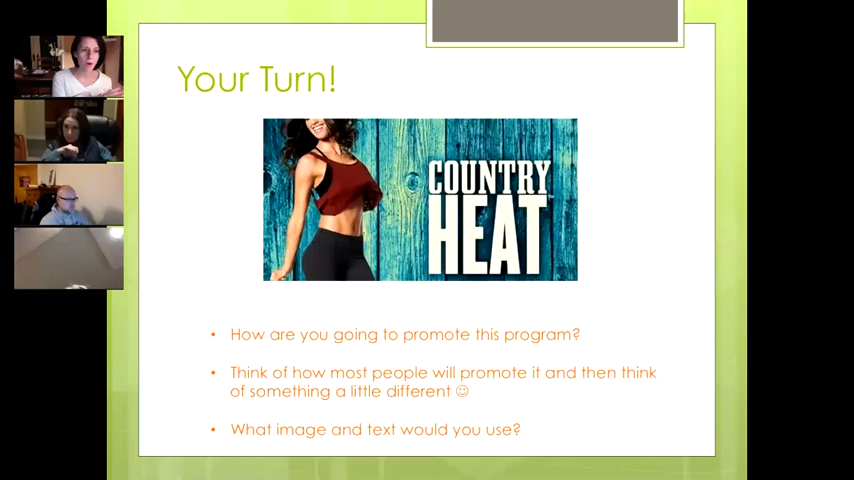 Your Turn!
COUNTRY
HEAT
• How are you going to promote this program?
• Think of how most people will promote it and then think
of something a little different ☺
• What image and text would you use?